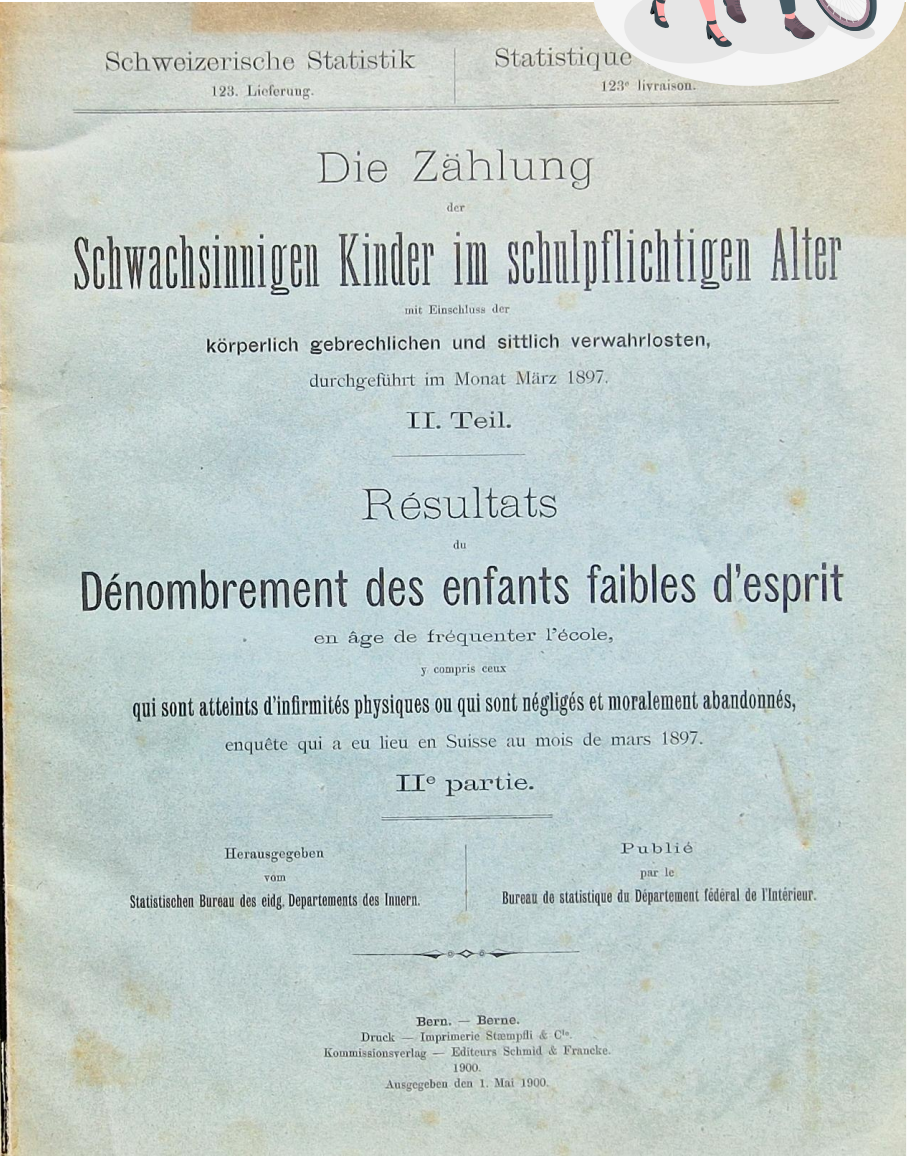 Schweizerische Statistik
123. Lieferung.
Statistique
123e livraison.
Die Zählung
der
Schwachsinnigen Kinder im schulpflichtigen Alter
mit Einschluss der
körperlich gebrechlichen und sittlich verwahrlosten,
durchgeführt im Monat März 1897.
II. Teil.
Résultats
du
Dénombrement des enfants faibles d'esprit
en âge de fréquenter l'école,
y compris ceux
qui sont atteints d'infirmités physiques ou qui sont négligés et moralement abandonnés,
enquête qui a eu lieu en Suisse au mois de mars 1897.
IIe partie.
Herausgegeben
vom
Statistischen Bureau des eidg. Departements des Innern.
Publié
par le
Bureau de statistique du Département fédéral de l'Intérieur.
Bern. — Berne.
Druck — Imprimerie Stæmpfli & Cie.
Kommissionsverlag — Editeurs Schmid & Francke.
1900.
Ausgegeben den 1. Mai 1900.